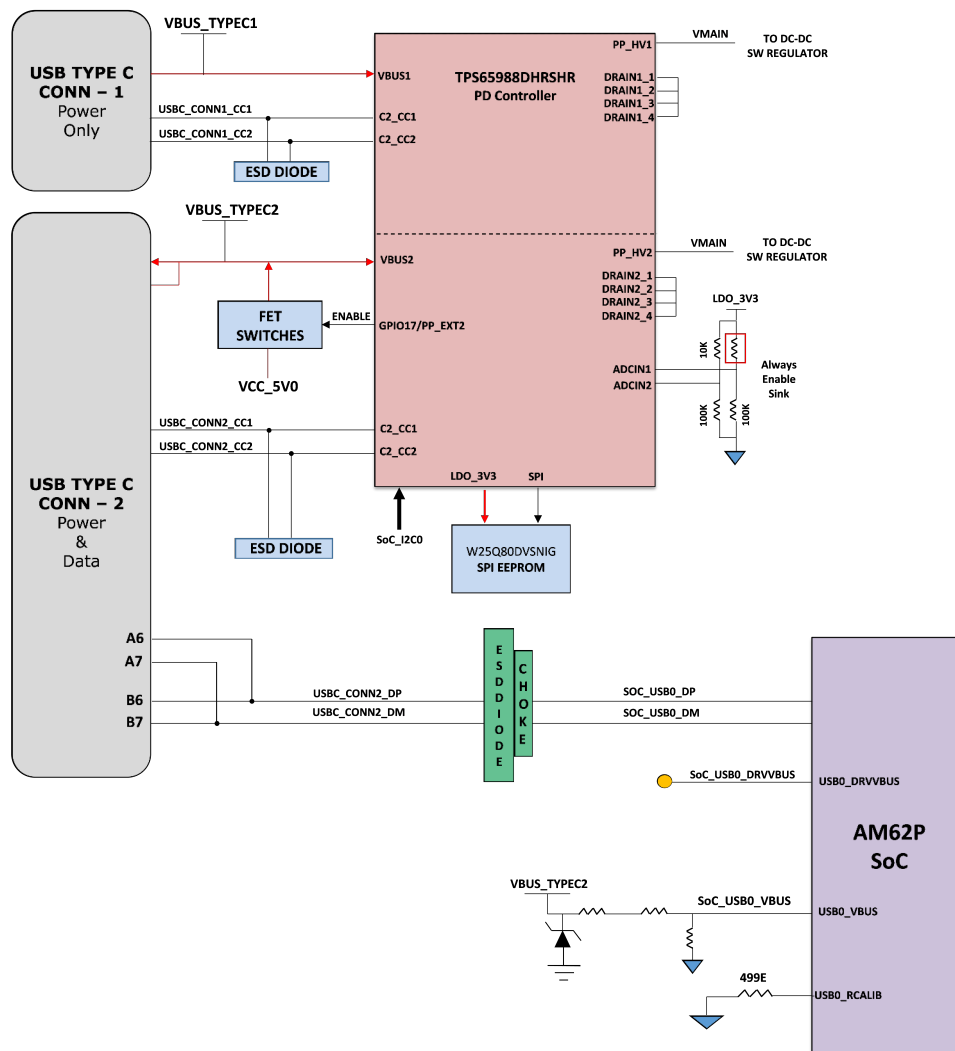 VBUS_TYPEC1
USB TYPE C
CONN – 1
Power
Only
USBC_CONN1_CC1
USBC_CONN1_CC2
ESD DIODE
VBUS1
C2_CC1
C2_CC2
TPS65988DHRSHR
PD Controller
PP_HV1
DRAIN1_1
DRAIN1_2
DRAIN1_3
DRAIN1_4
VMAIN
TO DC-DC
SW REGULATOR
VBUS_TYPEC2
VBUS2
FET
SWITCHES
ENABLE
GPIO17/PP_EXT2
VCC_5V0
PP_HV2
DRAIN2_1
DRAIN2_2
DRAIN2_3
DRAIN2_4
VMAIN
TO DC-DC
SW REGULATOR
LDO_3V3
10K
Always
Enable
Sink
ADCIN1
ADCIN2
100K
100K
USB TYPE C
CONN – 2
Power
&
Data
USBC_CONN2_CC1
USBC_CONN2_CC2
C2_CC1
C2_CC2
ESD DIODE
LDO_3V3
SPI
SoC_I2C0
W25Q80DVSNIG
SPI EEPROM
A6
A7
B6
B7
USBC_CONN2_DP
USBC_CONN2_DM
ESDDIODE
CHOKE
SOC_USB0_DP
SOC_USB0_DM
SoC_USB0_DRVVBUS
USB0_DRVVBUS
AM62P
SoC
VBUS_TYPEC2
SoC_USB0_VBUS
USB0_VBUS
499E
USB0_RCALIB